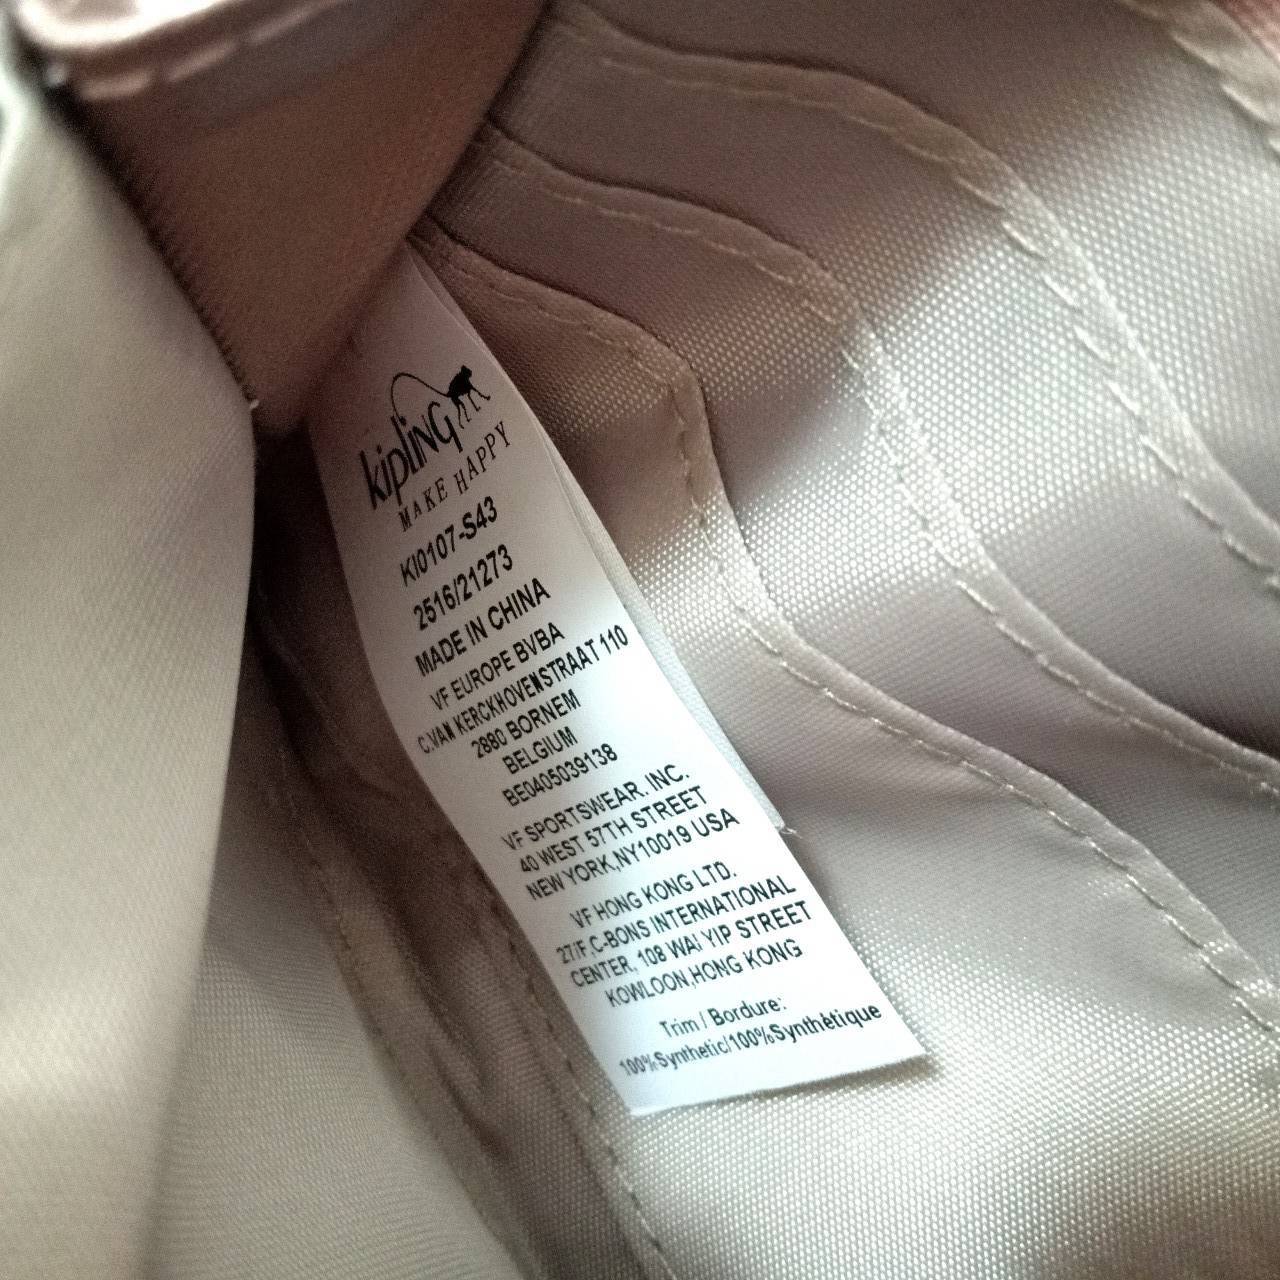 kipling
MAKE HAPPY
KI0107-S43
2516/21273
MADE IN CHINA
VF EUROPE BVBA
C.VAN KERCKHOVENSTRAAT 110
2880 BORNEM
BELGIUM
BE0405039138
VF SPORTSWEAR. INC.
40 WEST 57TH STREET
NEW YORK,NY10019 USA
VF HONG KONG LTD.
27/F,C-BONS INTERNATIONAL
CENTER, 108 WAI YIP STREET
KOWLOON,HONG KONG
Trim / Bordure:
100%Synthetic/100%Synthètique